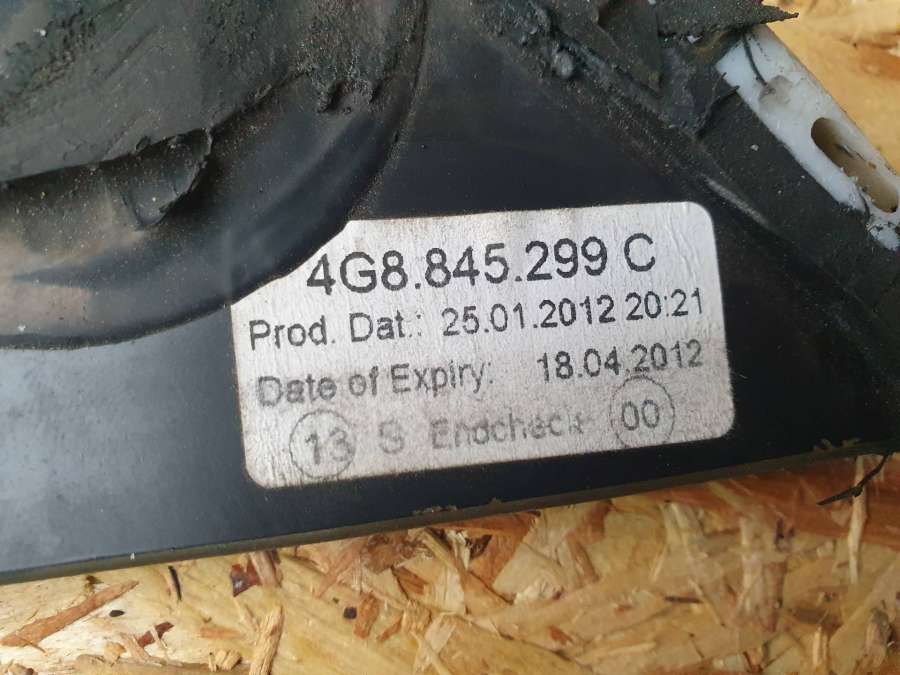 4G8.845.299 C
Prod. Dat.: 25.01.2012 20:21
Date of Expiry: 18.04.2012
13 S Endcheck 00